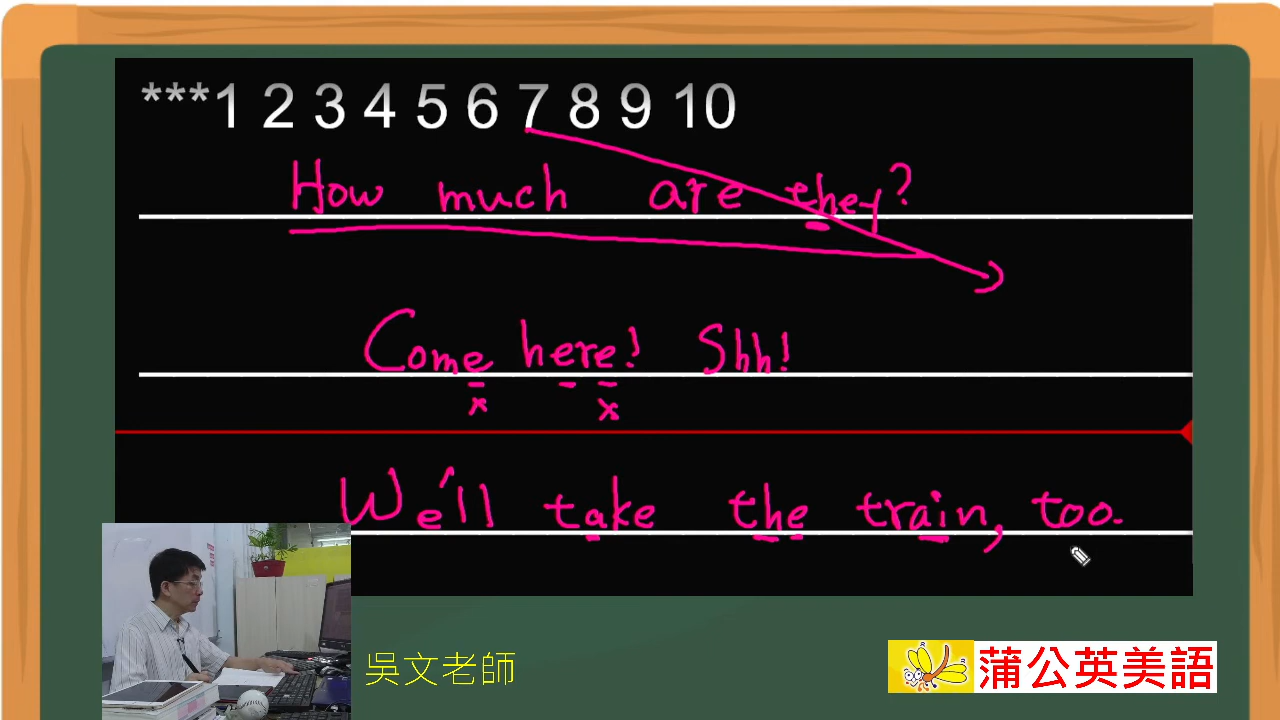 ***1 2 3 4 5 6 7 8 9 10
How much are they?
Come here! Shh!
x x
We'll take the train, too.
吳文老師
蒲公英美語